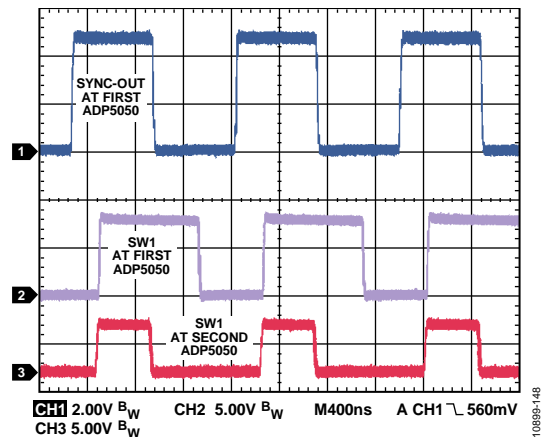 SYNC-OUT
AT FIRST
ADP5050
1
SW1
AT FIRST
ADP5050
2
SW1
AT SECOND
ADP5050
3
CH1 2.00V BW CH2 5.00V BW M400ns A CH1 ﹨ 560mV
CH3 5.00V BW
10899-148